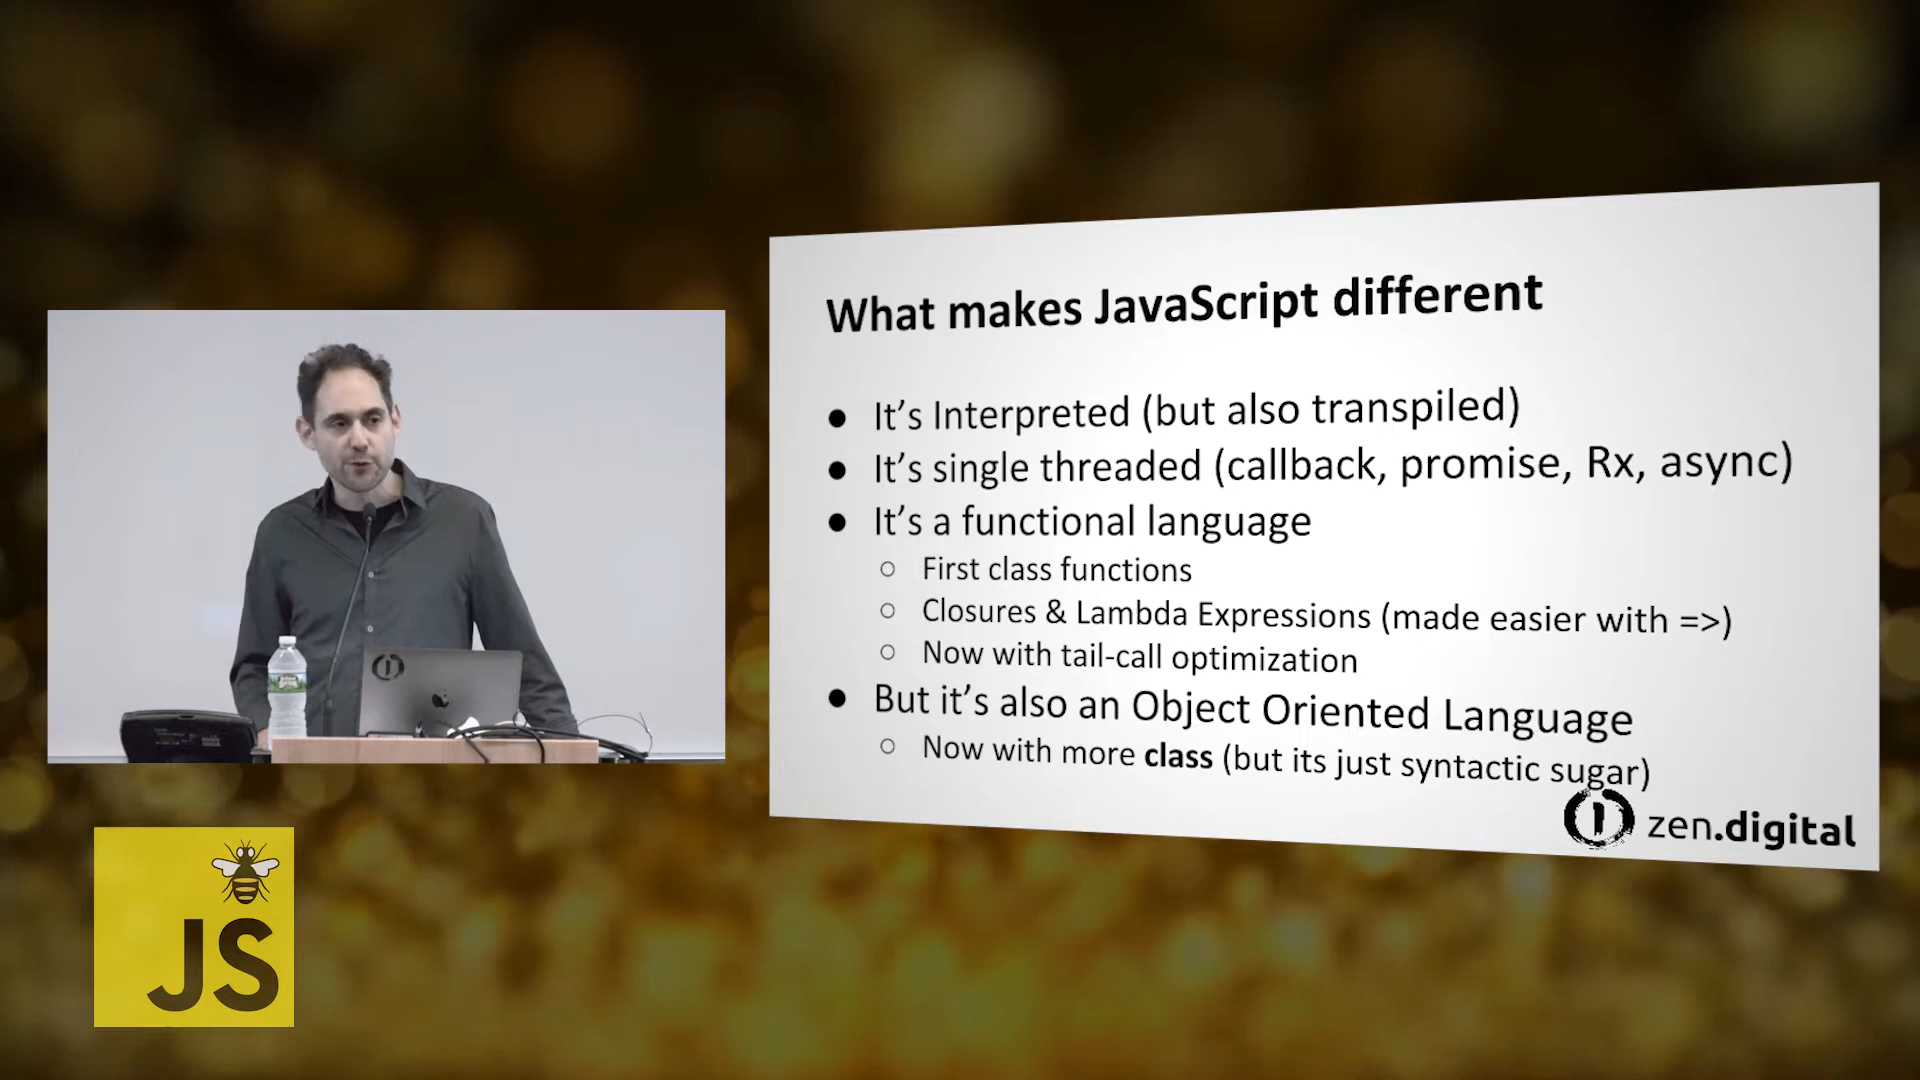 What makes JavaScript different
● It's Interpreted (but also transpiled)
● It's single threaded (callback, promise, Rx, async)
● It's a functional language
○ First class functions
○ Closures & Lambda Expressions (made easier with =>)
○ Now with tail-call optimization
● But it's also an Object Oriented Language
○ Now with more class (but its just syntactic sugar)
zen.digital
JS